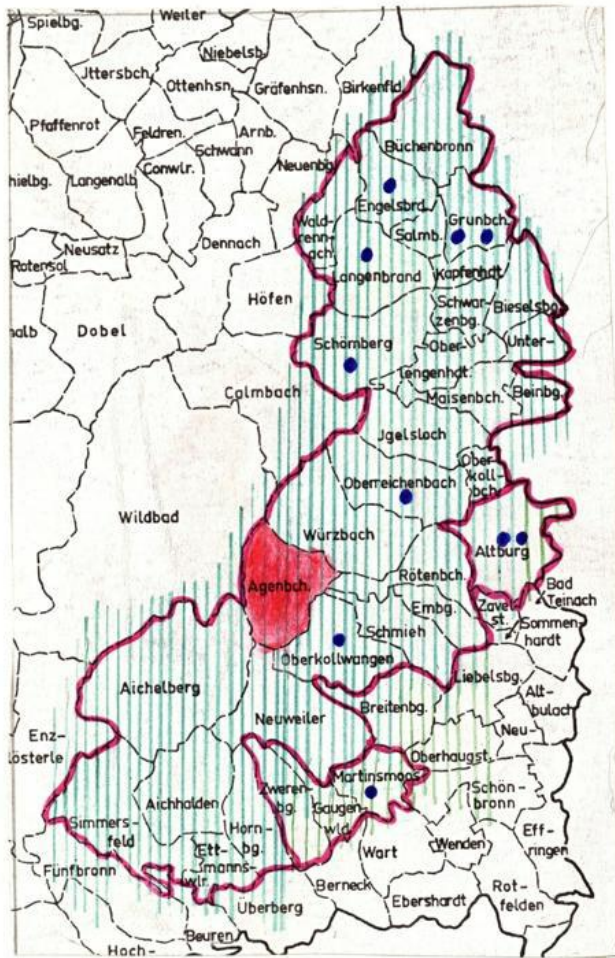 Spielbg.
Weiler
Niebelsb.
Jttersbch.
Ottenhsn.
Gräfenhsn.
Birkenfld.
Pfaffenrot
Feldren.
Arnb.
Schwann
Büchenbronn
hielbg.
Langenalb
Conwlr.
Neuenbg.
Engelsbrd.
Wald-
renn-
ach
Salmb.
Grunbch.
Neusatz
Dennach
Rotensol
Langenbrand
Kapfenhdt.
Höfen
Schwar-
zenbg.
Bieselsbg.
alb
Dobel
Schömberg
Ober-
Unter-
lengenhdt.
Calmbach
Maisenbch.
Beinbg.
Jgelsloch
Ober-
koll-
bch.
Oberreichenbach
Wildbad
Würzbach
Altburg
Agenbch.
Rötenbch.
Bad
Teinach
Embg.
Zavel-
st.
Schmieh
Sommen-
hardt
Oberkollwangen
Liebelsbg.
Aichelberg
Alt-
bulach
Neuweiler
Breitenbg.
Neu-
Enz-
lösterle
Oberhaugst.
Martinsmoos
Zweren-
bg.
Aichhalden
Gaugen-
wld.
Schön-
bronn
Simmers-
feld
Horn-
bg.
Eff-
ringen
Ett-
manns-
wlr.
Wart
Wenden
Fünfbronn
Berneck
Ebershardt
Rot-
felden
Überberg
Beuren
Hoch-